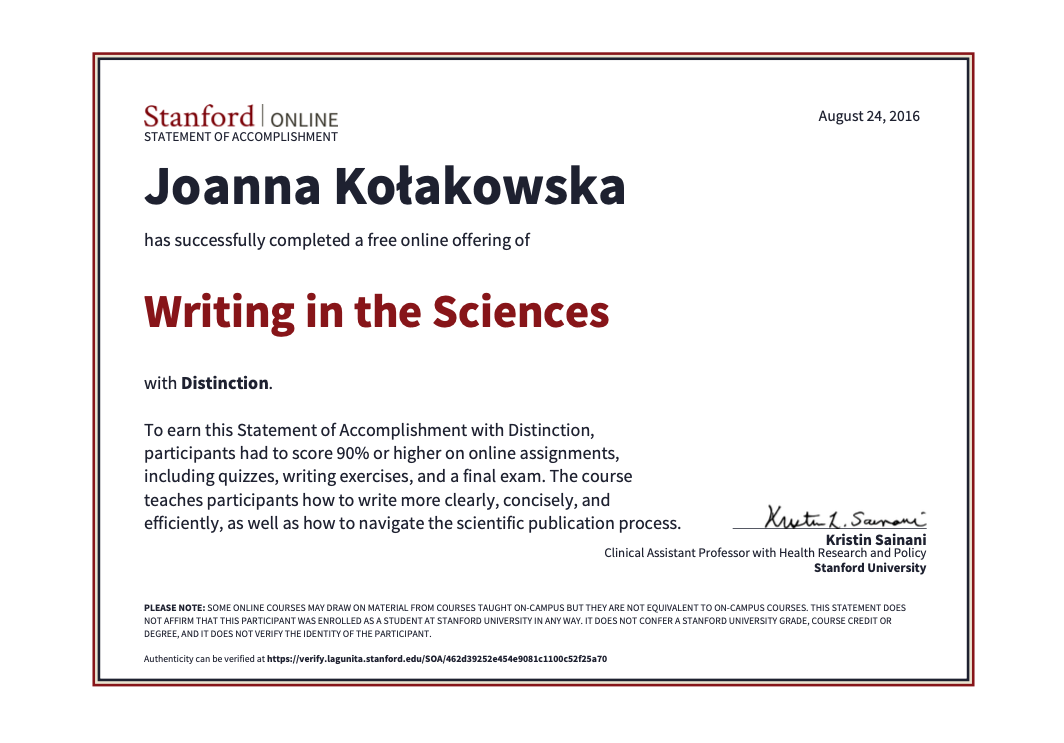 Stanford | ONLINE
August 24, 2016
STATEMENT OF ACCOMPLISHMENT
Joanna Kołakowska
has successfully completed a free online offering of
Writing in the Sciences
with Distinction.
To earn this Statement of Accomplishment with Distinction,
participants had to score 90% or higher on online assignments,
including quizzes, writing exercises, and a final exam. The course
teaches participants how to write more clearly, concisely, and
efficiently, as well as how to navigate the scientific publication process.
Kristin L. Sainani
Kristin Sainani
Clinical Assistant Professor with Health Research and Policy
Stanford University
PLEASE NOTE: SOME ONLINE COURSES MAY DRAW ON MATERIAL FROM COURSES TAUGHT ON-CAMPUS BUT THEY ARE NOT EQUIVALENT TO ON-CAMPUS COURSES. THIS STATEMENT DOES
NOT AFFIRM THAT THIS PARTICIPANT WAS ENROLLED AS A STUDENT AT STANFORD UNIVERSITY IN ANY WAY. IT DOES NOT CONFER A STANFORD UNIVERSITY GRADE, COURSE CREDIT OR
DEGREE, AND IT DOES NOT VERIFY THE IDENTITY OF THE PARTICIPANT.
Authenticity can be verified at https://verify.lagunita.stanford.edu/SOA/462d39252e454e9081c1100c52f25a70